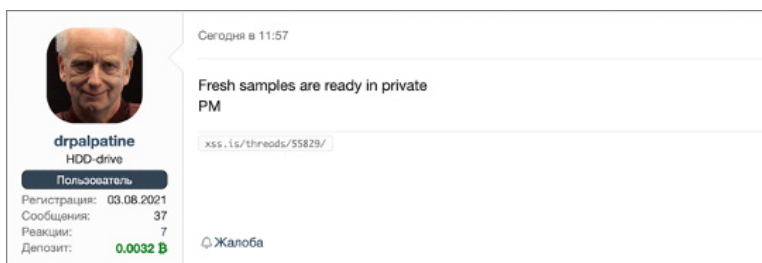 Сегодня в 11:57
Fresh samples are ready in private
PM
xss.is/threads/55829/
drpalpatine
HDD-drive
Пользователь
Регистрация: 03.08.2021
Сообщения: 37
Реакции: 7
Депозит: 0.0032 ₿
Жалоба